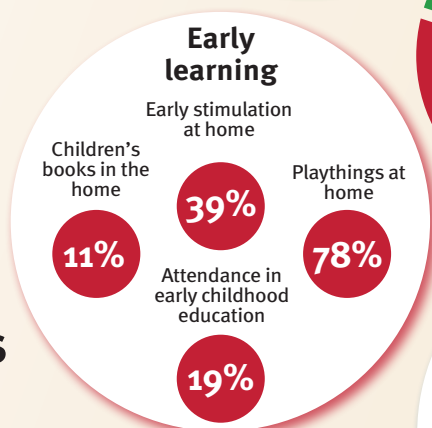 Early
learning
Early stimulation
at home
39%
Children's
books in the
home
11%
Playthings at
home
78%
Attendance in
early childhood
education
19%
s